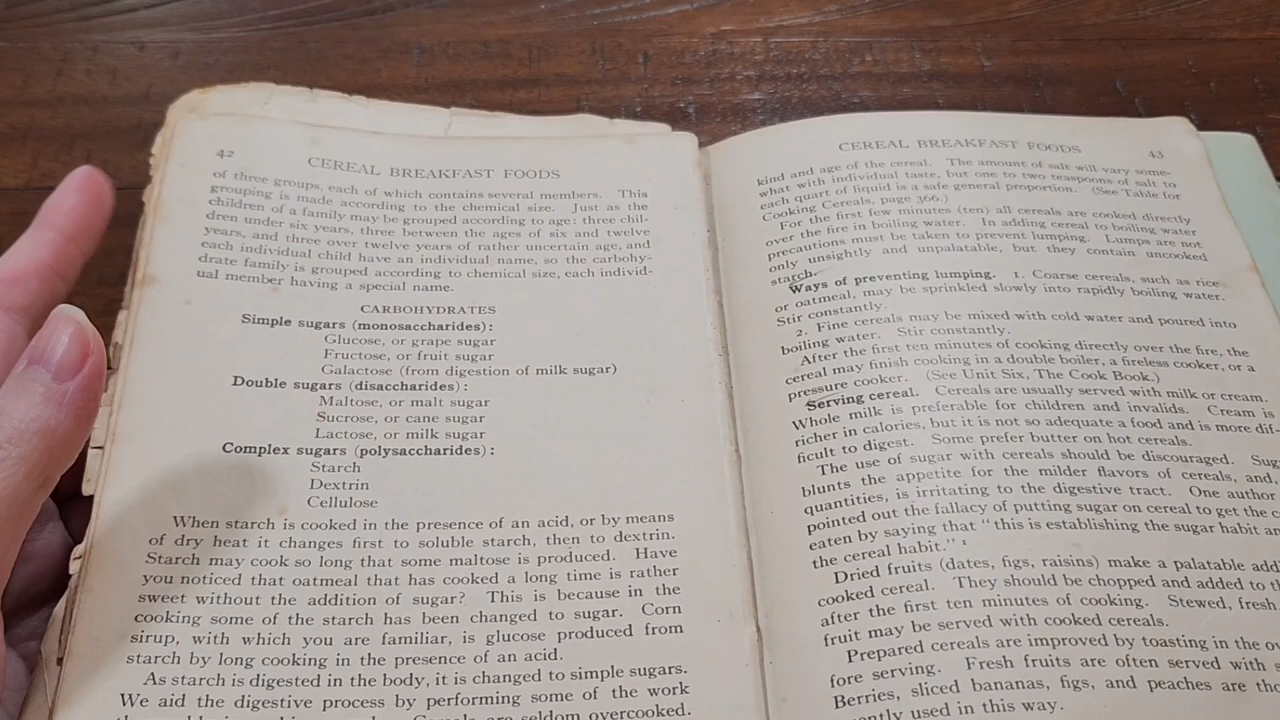 42
CEREAL BREAKFAST FOODS
of three groups, each of which contains several members. This
grouping is made according to the chemical size. Just as the
children of a family may be grouped according to age: three chil-
dren under six years, three between the ages of six and twelve
years, and three over twelve years of rather uncertain age, and
each individual child have an individual name, so the carbohy-
drate family is grouped according to chemical size, each individ-
ual member having a special name.
CARBOHYDRATES
Simple sugars (monosaccharides):
Glucose, or grape sugar
Fructose, or fruit sugar
Galactose (from digestion of milk sugar)
Double sugars (disaccharides):
Maltose, or malt sugar
Sucrose, or cane sugar
Lactose, or milk sugar
Complex sugars (polysaccharides):
Starch
Dextrin
Cellulose
When starch is cooked in the presence of an acid, or by means
of dry heat it changes first to soluble starch, then to dextrin.
Starch may cook so long that some maltose is produced. Have
you noticed that oatmeal that has cooked a long time is rather
sweet without the addition of sugar? This is because in the
cooking some of the starch has been changed to sugar. Corn
sirup, with which you are familiar, is glucose produced from
starch by long cooking in the presence of an acid.
As starch is digested in the body, it is changed to simple sugars.
We aid the digestive process by performing some of the work
Cereals are seldom overcooked.
CEREAL BREAKFAST FOODS
43
kind and age of the cereal. The amount of salt will vary some-
what with individual taste, but one to two teaspoons of salt to
each quart of liquid is a safe general proportion. (See Table for
Cooking Cereals, page 366.)
For the first few minutes (ten) all cereals are cooked directly
over the fire in boiling water. In adding cereal to boiling water
precautions must be taken to prevent lumping. Lumps are not
only unsightly and unpalatable, but they contain uncooked
starch.
Ways of preventing lumping. 1. Coarse cereals, such as rice
or oatmeal, may be sprinkled slowly into rapidly boiling water.
Stir constantly.
2. Fine cereals may be mixed with cold water and poured into
boiling water. Stir constantly.
After the first ten minutes of cooking directly over the fire, the
cereal may finish cooking in a double boiler, a fireless cooker, or a
pressure cooker. (See Unit Six, The Cook Book.)
Serving cereal. Cereals are usually served with milk or cream.
Whole milk is preferable for children and invalids. Cream is
richer in calories, but it is not so adequate a food and is more dif-
ficult to digest. Some prefer butter on hot cereals.
The use of sugar with cereals should be discouraged. Sug
blunts the appetite for the milder flavors of cereals, and,
quantities, is irritating to the digestive tract. One author
pointed out the fallacy of putting sugar on cereal to get the c
eaten by saying that "this is establishing the sugar habit an
the cereal habit." 1
Dried fruits (dates, figs, raisins) make a palatable add
cooked cereal. They should be chopped and added to th
after the first ten minutes of cooking. Stewed, fresh,
fruit may be served with cooked cereals.
Prepared cereals are improved by toasting in the ov
fore serving. Fresh fruits are often served with s
Berries, sliced bananas, figs, and peaches are tho
ently used in this way.